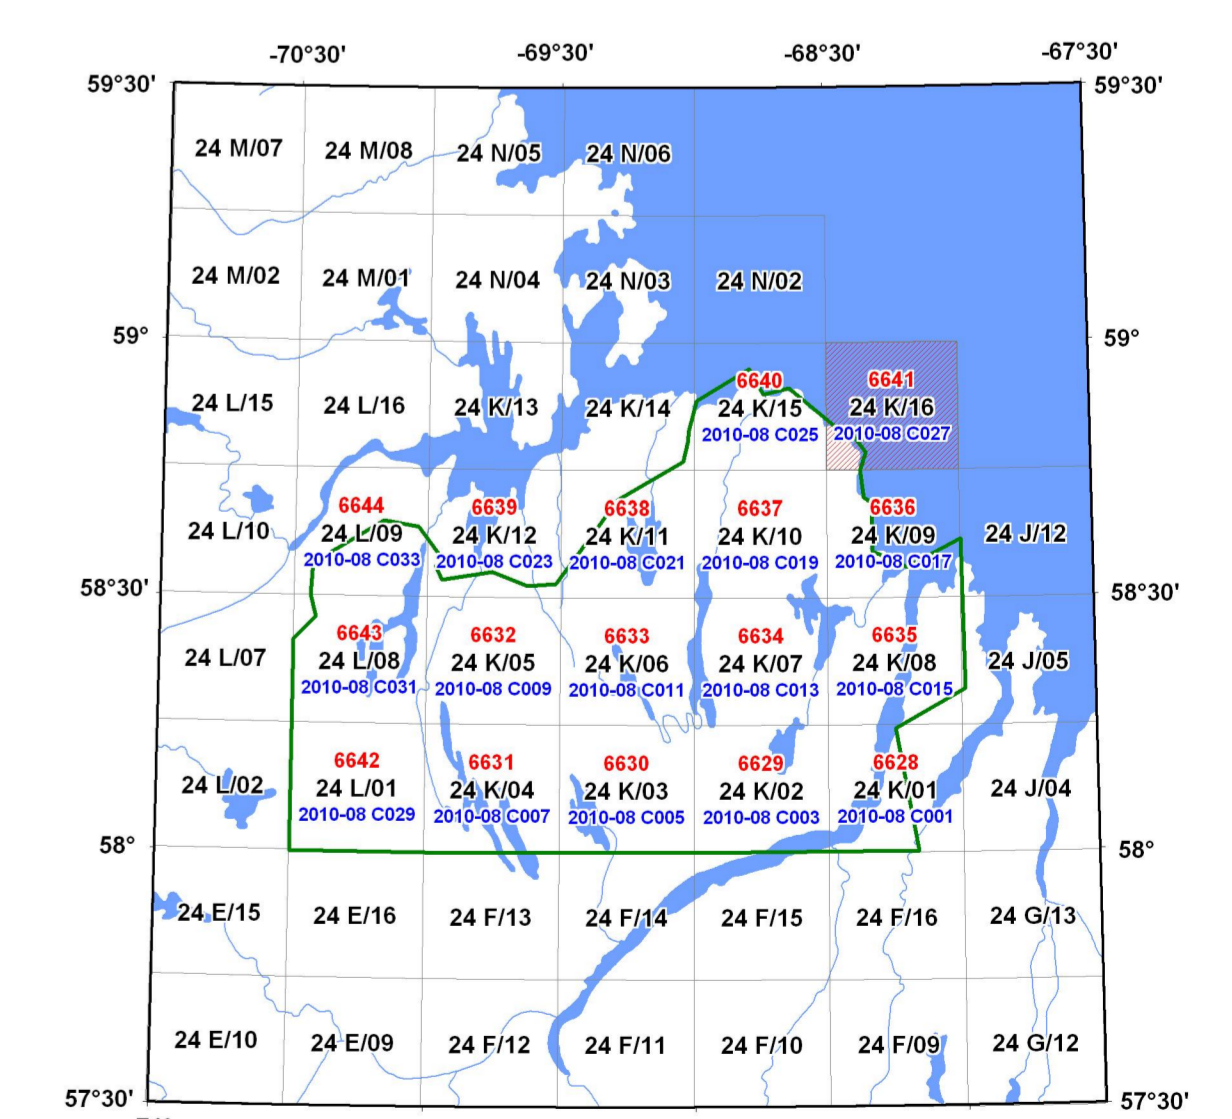 -70°30' -69°30' -68°30' -67°30'
59°30' 59°30'
24 M/07 24 M/08 24 N/05 24 N/06
24 M/02 24 M/01 24 N/04 24 N/03 24 N/02
59° 59°
6640 6641
24 L/15 24 L/16 24 K/13 24 K/14 24 K/15 24 K/16
2010-08 C025 2010-08 C027
6644 6639 6638 6637 6636
24 L/10 24 L/09 24 K/12 24 K/11 24 K/10 24 K/09 24 J/12
2010-08 C033 2010-08 C023 2010-08 C021 2010-08 C019 2010-08 C017
58°30' 58°30'
6643 6632 6633 6634 6635
24 L/07 24 L/08 24 K/05 24 K/06 24 K/07 24 K/08 24 J/05
2010-08 C031 2010-08 C009 2010-08 C011 2010-08 C013 2010-08 C015
6642 6631 6630 6629 6628
24 L/02 24 L/01 24 K/04 24 K/03 24 K/02 24 K/01 24 J/04
2010-08 C029 2010-08 C007 2010-08 C005 2010-08 C003 2010-08 C001
58° 58°
24 E/15 24 E/16 24 F/13 24 F/14 24 F/15 24 F/16 24 G/13
24 E/10 24 E/09 24 F/12 24 F/11 24 F/10 24 F/09 24 G/12
57°30' 57°30'